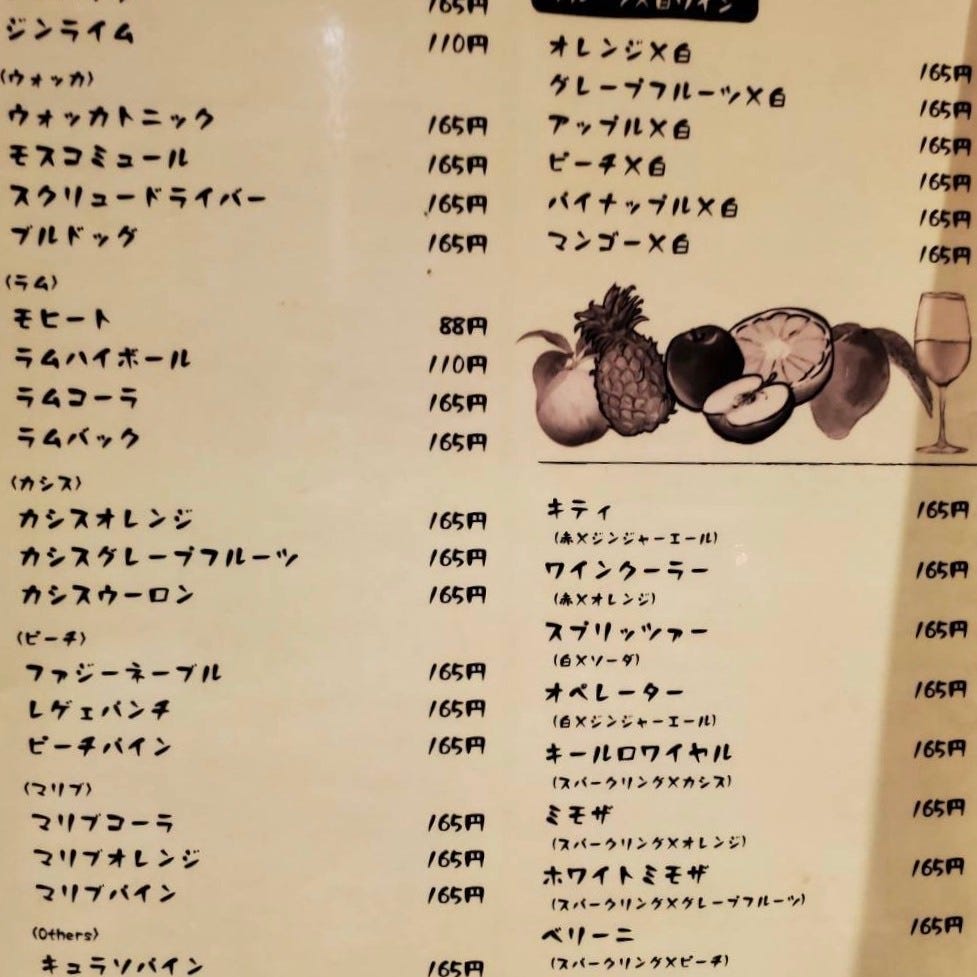 165円
ジンライム 110円
(ウォッカ)
ウォッカトニック 165円
モスコミュール 165円
スクリュードライバー 165円
ブルドッグ 165円
(ラム)
モヒート 88円
ラムハイボール 110円
ラムコーラ 165円
ラムバック 165円
(カシス)
カシスオレンジ 165円
カシスグレープフルーツ 165円
カシスウーロン 165円
(ピーチ)
ファジーネーブル 165円
レゲェパンチ 165円
ピーチパイン 165円
(マリブ)
マリブコーラ 165円
マリブオレンジ 165円
マリブパイン 165円
(Others)
キュラソパイン 165円
オレンジ×白 165円
グレープフルーツ×白 165円
アップル×白 165円
ピーチ×白 165円
パイナップル×白 165円
マンゴー×白 165円
キティ 165円
(赤×ジンジャーエール)
ワインクーラー 165円
(赤×オレンジ)
スプリッツァー 165円
(白×ソーダ)
オペレーター 165円
(白×ジンジャーエール)
キールロワイヤル 165円
(スパークリング×カシス)
ミモザ 165円
(スパークリング×オレンジ)
ホワイトミモザ 165円
(スパークリング×グレープフルーツ)
ベリーニ 165円
(スパークリング×ピーチ)